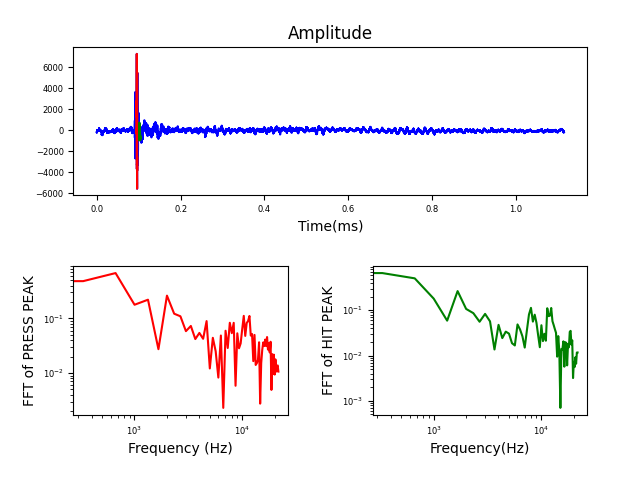 Amplitude
6000
4000
2000
0
−2000
−4000
−6000
0.0 0.2 0.4 0.6 0.8 1.0
Time(ms)
FFT of PRESS PEAK
10⁻¹
10⁻²
10³ 10⁴
Frequency (Hz)
FFT of HIT PEAK
10⁻¹
10⁻²
10⁻³
10³ 10⁴
Frequency(Hz)